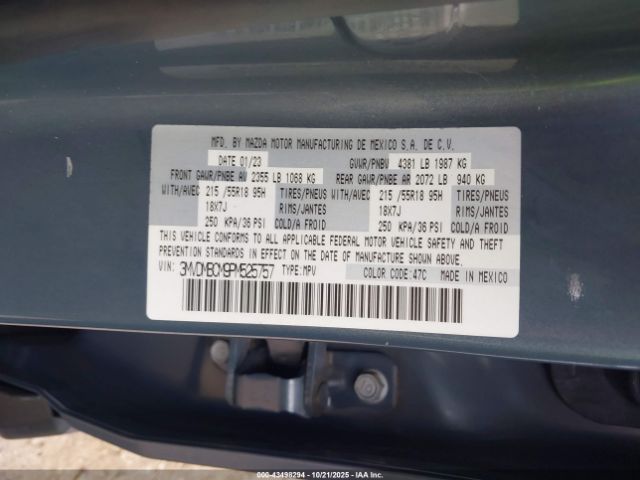 MFD. BY MAZDA MOTOR MANUFACTURING DE MEXICO S.A. DE C.V.
DATE 01/23 GVWR/PNBV 4381 LB 1987 KG
FRONT GAWR/PNBE AV 2355 LB 1068 KG REAR GAWR/PNBE AR 2072 LB 940 KG
WITH/AVEC 215 /55R18 95H TIRES/PNEUS WITH/AVEC 215 /55R18 95H TIRES/PNEUS
18X7J RIMS/JANTES 18X7J RIMS/JANTES
250 KPA/36 PSI COLD/A FROID 250 KPA/36 PSI COLD/A FROID
THIS VEHICLE CONFORMS TO ALL APPLICABLE FEDERAL MOTOR VEHICLE SAFETY AND THEFT
PREVENTION STANDARDS IN EFFECT ON THE DATE OF MANUFACTURE SHOWN ABOVE.
VIN: 3MVDMBCM9PM525757 TYPE: MPV COLOR CODE: 47C MADE IN MEXICO
000-43498294 - 10/21/2025 - IAAI, Inc.